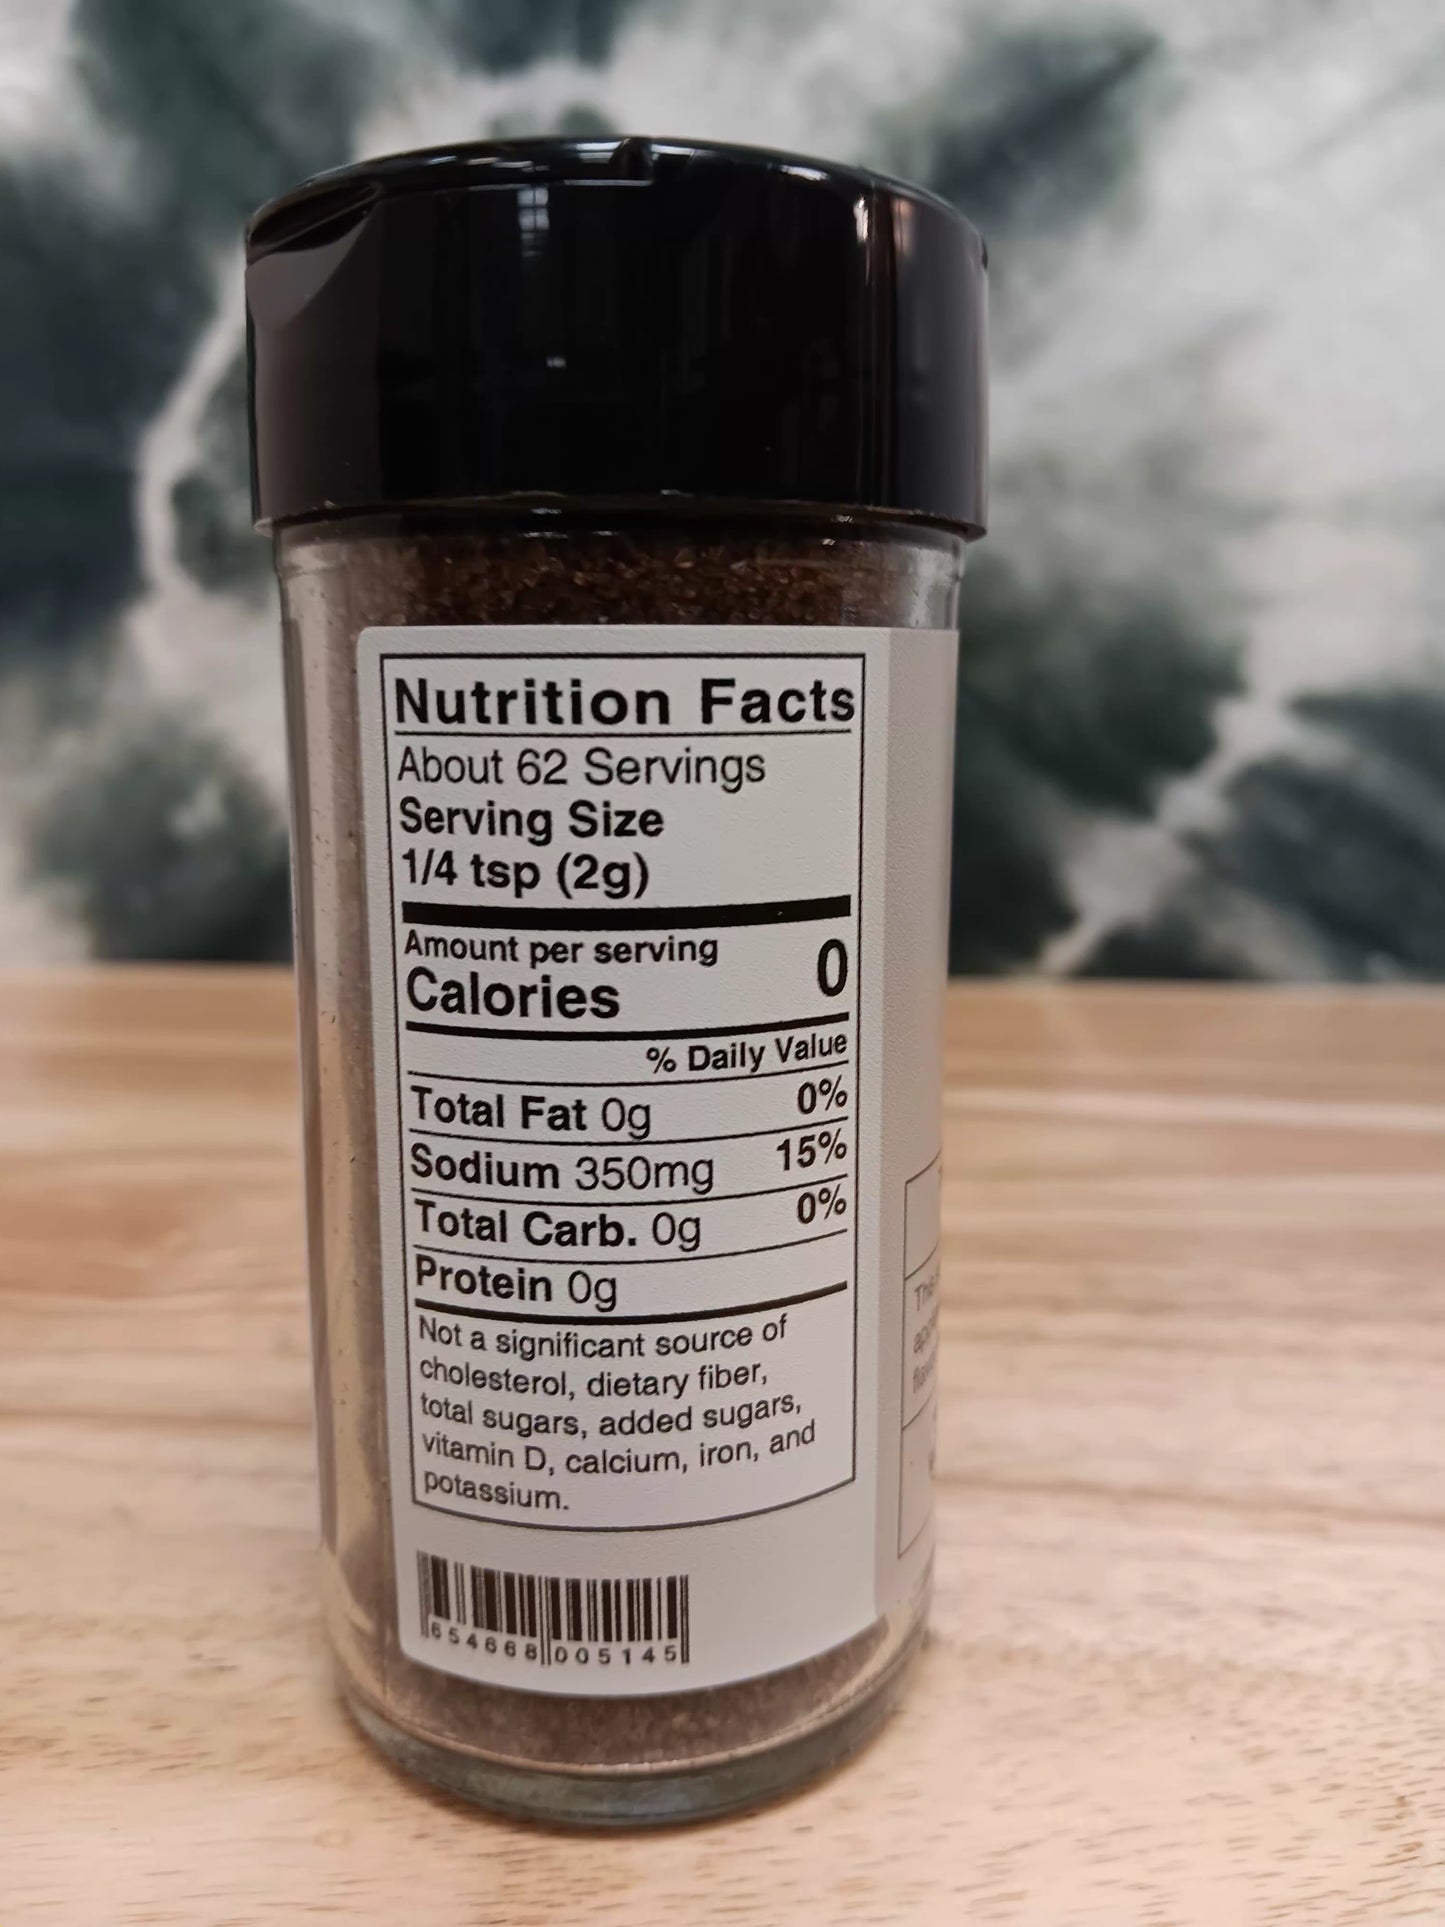 Nutrition Facts
About 62 Servings
Serving Size
1/4 tsp (2g)
Amount per serving
Calories 0
% Daily Value
Total Fat 0g 0%
Sodium 350mg 15%
Total Carb. 0g 0%
Protein 0g
Not a significant source of
cholesterol, dietary fiber,
total sugars, added sugars,
vitamin D, calcium, iron, and
potassium.
654668 005145